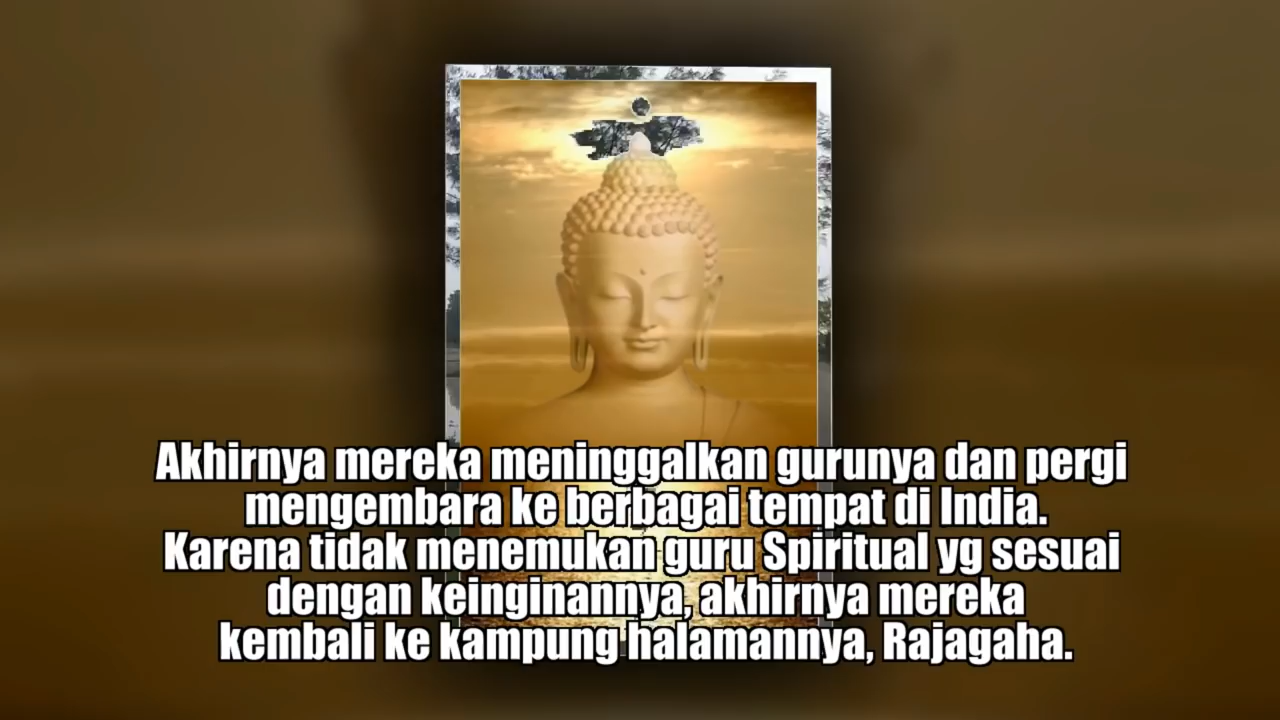 Akhirnya mereka meninggalkan gurunya dan pergi
mengembara ke berbagai tempat di India.
Karena tidak menemukan guru Spiritual yg sesuai
dengan keinginannya, akhirnya mereka
kembali ke kampung halamannya, Rajagaha.